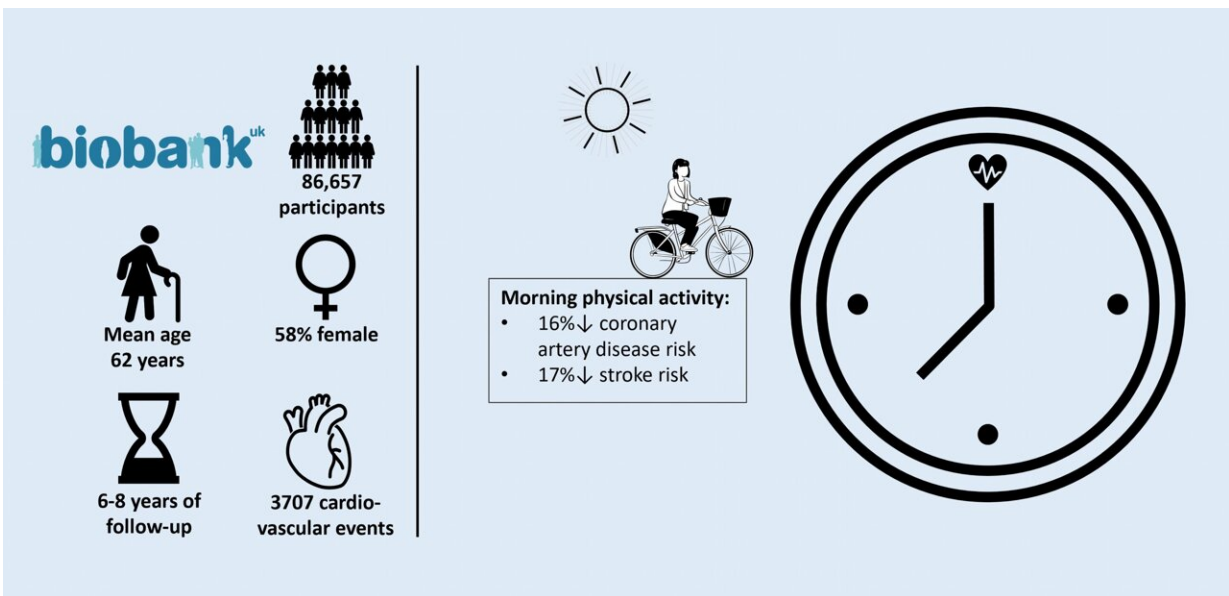 biobank uk
86,657
participants
Mean age
62 years
58% female
6-8 years of
follow-up
3707 cardio-
vascular events
Morning physical activity:
• 16%↓ coronary
artery disease risk
• 17%↓ stroke risk